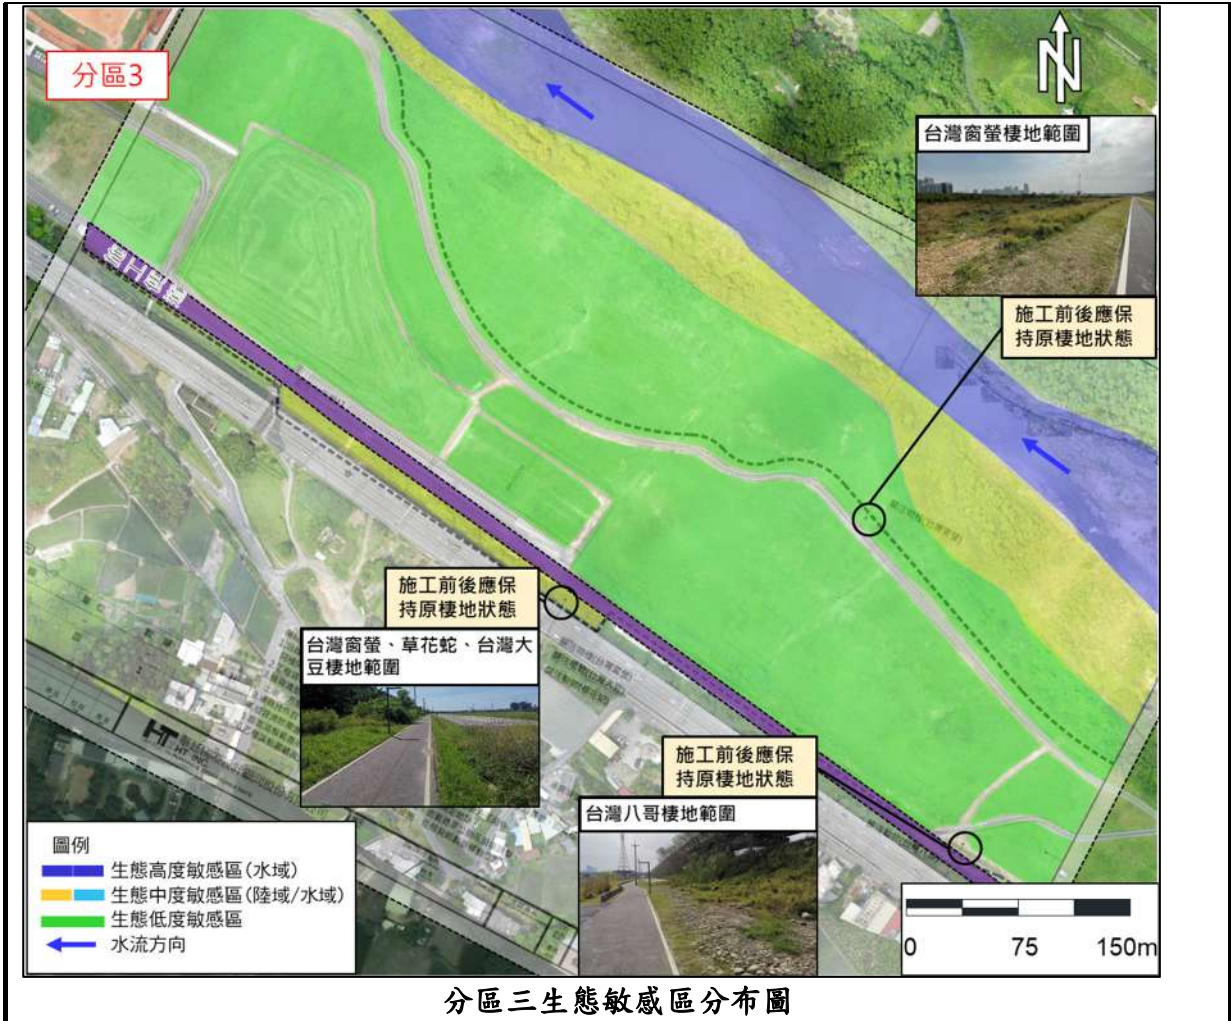 分區3
台灣窗螢棲地範圍
施工前後應保
持原棲地狀態
施工前後應保
持原棲地狀態
台灣窗螢、草花蛇、台灣大
豆棲地範圍
施工前後應保
持原棲地狀態
台灣八哥棲地範圍
HT
HT INC.
圖例
生態高度敏感區(水域)
生態中度敏感區(陸域/水域)
生態低度敏感區
水流方向
0 75 150m
分區三生態敏感區分布圖